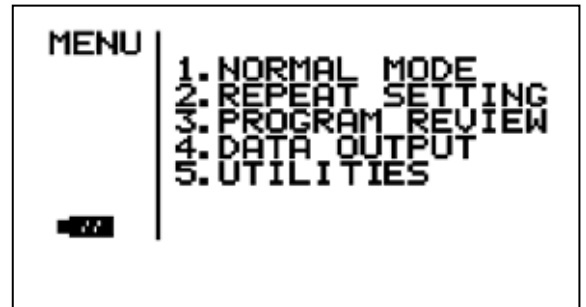 MENU
1.NORMAL MODE
2.REPEAT SETTING
3.PROGRAM REVIEW
4.DATA OUTPUT
5.UTILITIES